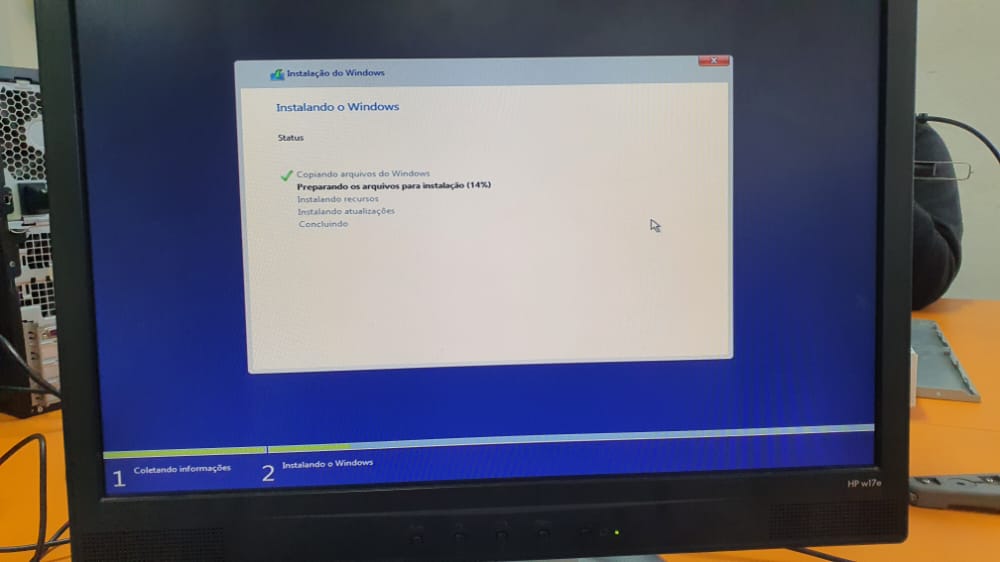 Instalação do Windows
Instalando o Windows
Status
Copiando arquivos do Windows
Preparando os arquivos para instalação (14%)
Instalando recursos
Instalando atualizações
Concluindo
1 Coletando informações
2 Instalando o Windows
HP w17e